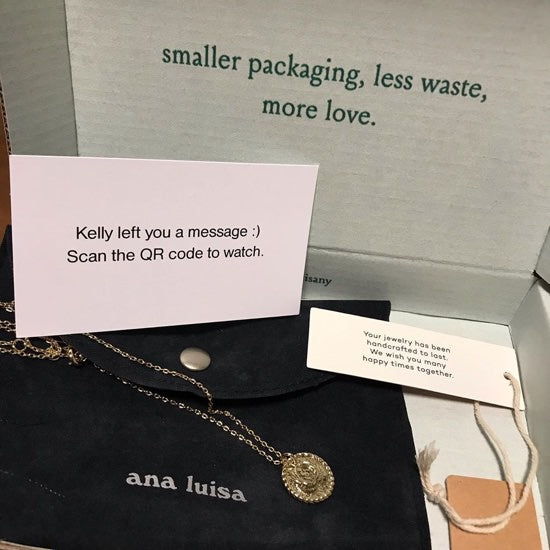 smaller packaging, less waste,
more love.
Kelly left you a message :)
Scan the QR code to watch.
Your jewelry has been
handcrafted to last.
We wish you many
happy times together.
ana luisa